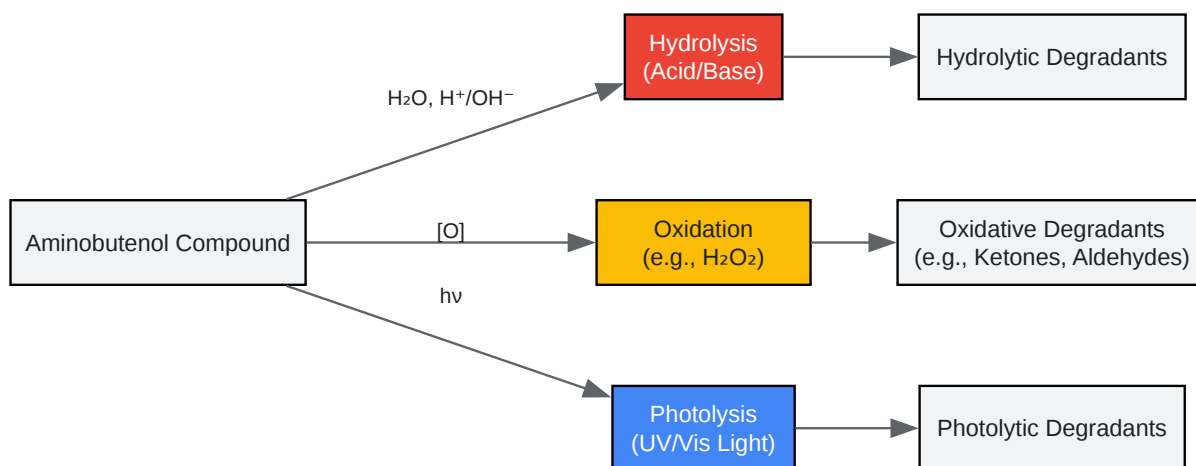 Hydrolysis
(Acid/Base)
Hydrolytic Degradants
H₂O, H⁺/OH⁻
Aminobutenol Compound
[O]
Oxidation
(e.g., H₂O₂)
Oxidative Degradants
(e.g., Ketones, Aldehydes)
hν
Photolysis
(UV/Vis Light)
Photolytic Degradants